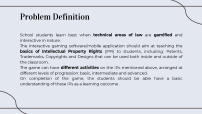 Problem Definition
School students learn best when technical areas of law are gamified and
interactive in nature.
The interactive gaming software/mobile application should aim at teaching the
basics of Intellectual Property Rights (IPR) to students, including: Patents,
Trademarks, Copyrights and Designs that can be used both inside and outside of
the classroom.
The game can have different activities on the IPs mentioned above, arranged at
different levels of progression: basic, intermediate and advanced.
On completion of the game, the students should be able to have a basic
understanding of these IPs as a learning outcome.